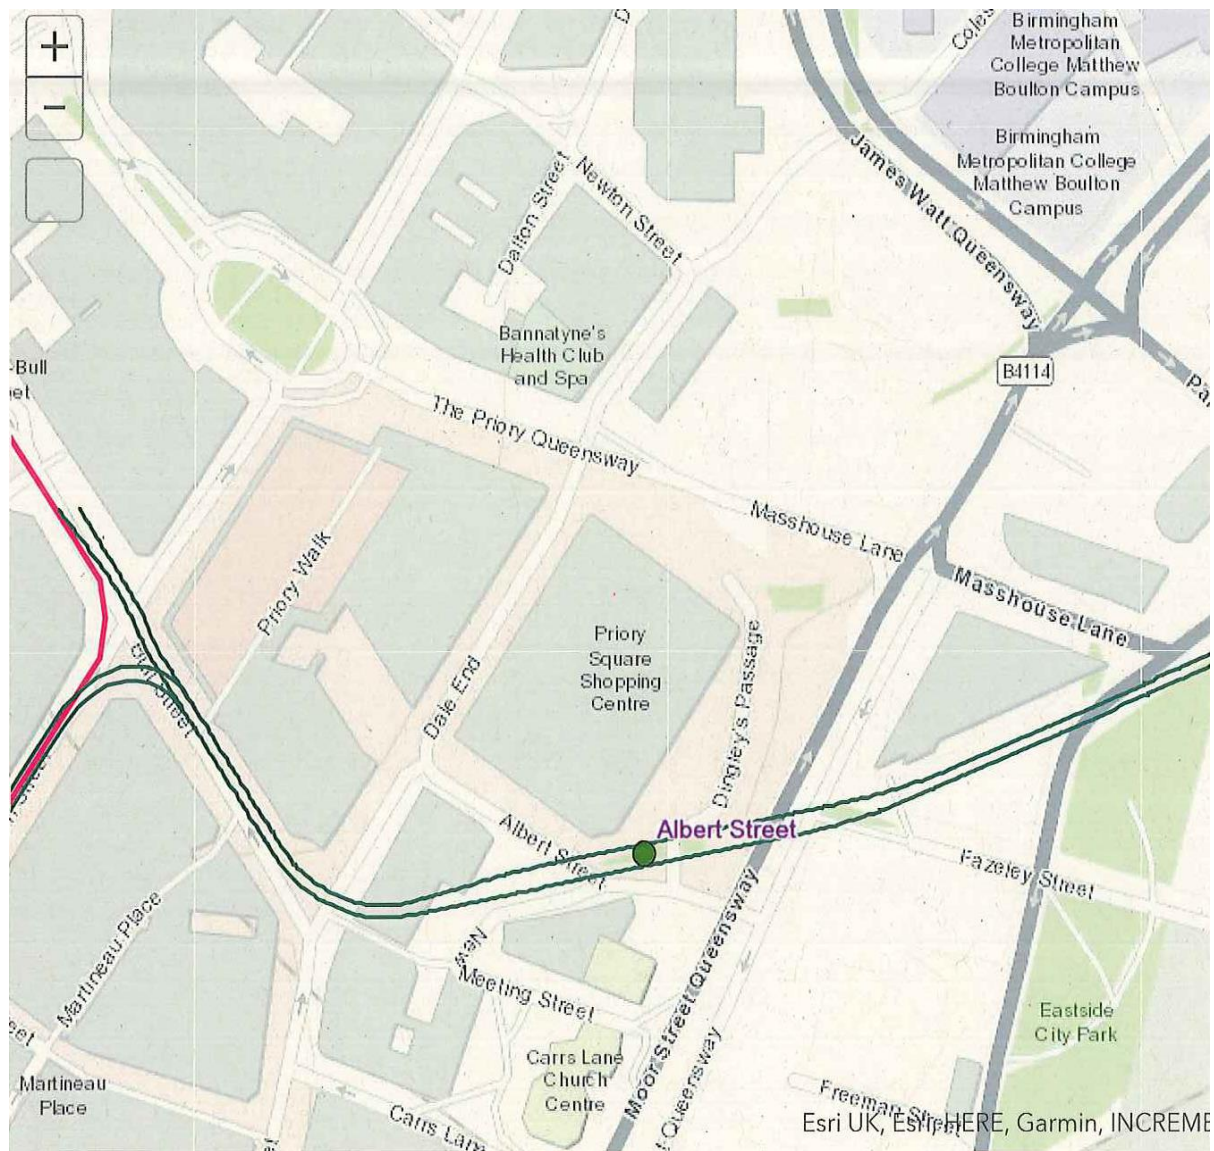 +
-
Birmingham
Metropolitan
College Matthew
Boulton Campus
Birmingham
Metropolitan College
Matthew Boulton
Campus
James Watt Queensway
Newton Street
Dalton Street
Bannatyne's
Health Club
and Spa
B4114
The Priory Queensway
Masshouse Lane
Masshouse Lane
Priory Walk
Priory
Square
Shopping
Centre
Dale End
Dingley's Passage
Albert Street
Albert Street
Fazeley Street
Martineau Place
New
Meeting Street
Moor Street Queensway
Queensway
Eastside
City Park
Carrs Lane
Church
Centre
Martineau
Place
Carrs Lane
Freeman Street
Esri UK, Esri, HERE, Garmin, INCREME